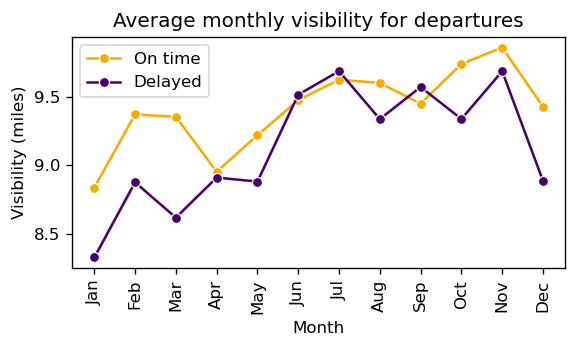 Average monthly visibility for departures
On time
Delayed
Visibility (miles)
9.5
9.0
8.5
Jan
Feb
Mar
Apr
May
Jun
Jul
Aug
Sep
Oct
Nov
Dec
Month